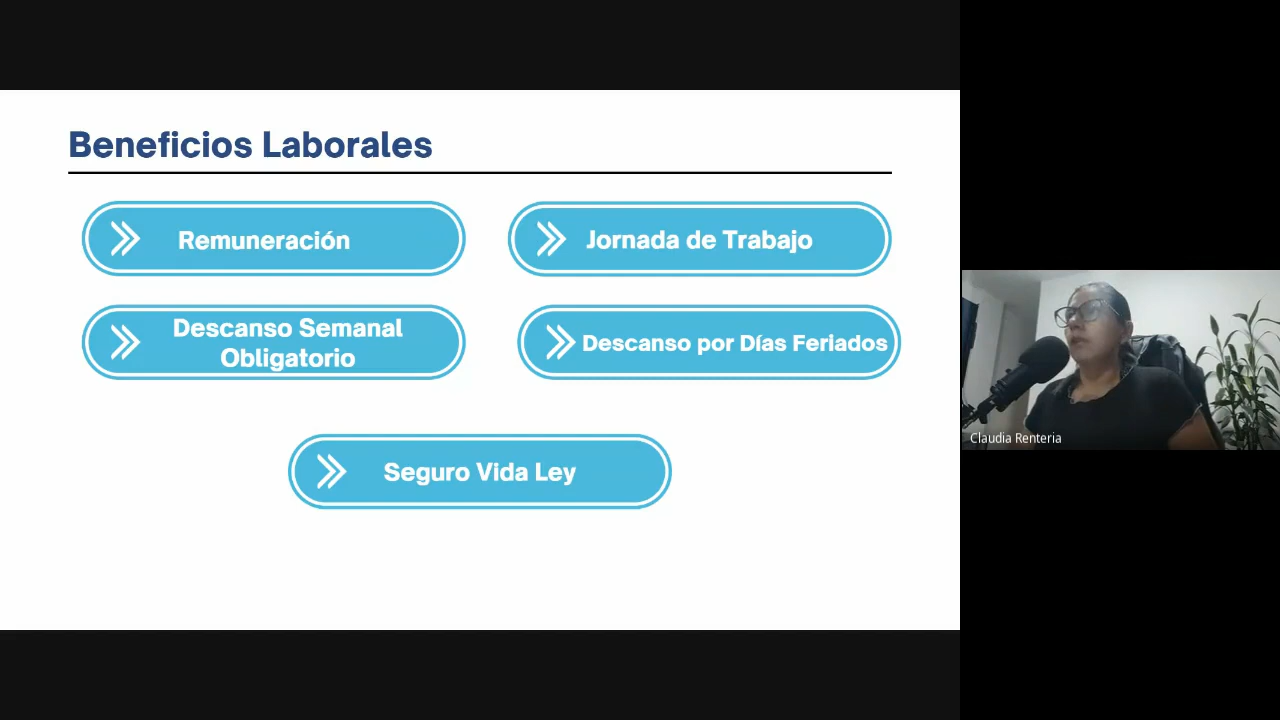 Beneficios Laborales
Remuneración
Jornada de Trabajo
Descanso Semanal
Obligatorio
Descanso por Días Feriados
Seguro Vida Ley
Claudia Renteria